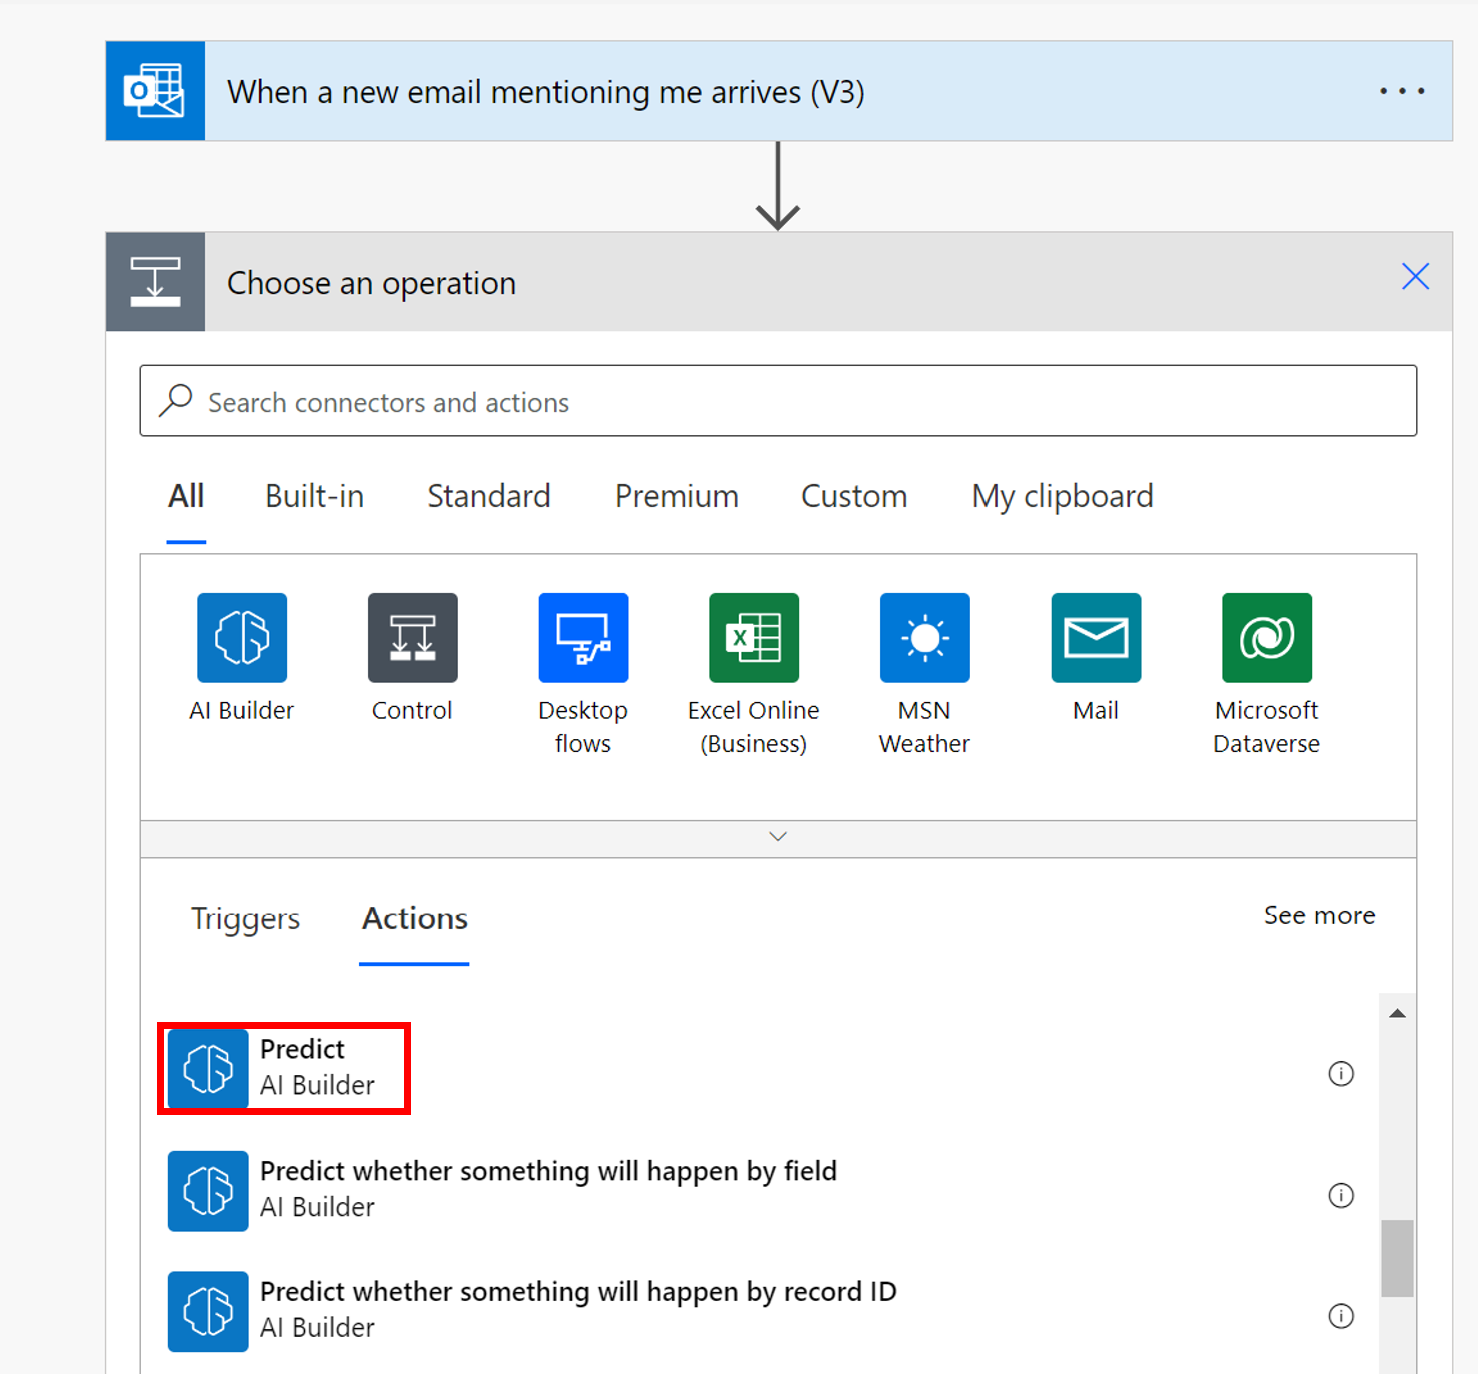 When a new email mentioning me arrives (V3)
Choose an operation
Search connectors and actions
All Built-in Standard Premium Custom My clipboard
AI Builder Control Desktop flows Excel Online (Business) MSN Weather Mail Microsoft Dataverse
Triggers Actions See more
Predict
AI Builder
Predict whether something will happen by field
AI Builder
Predict whether something will happen by record ID
AI Builder